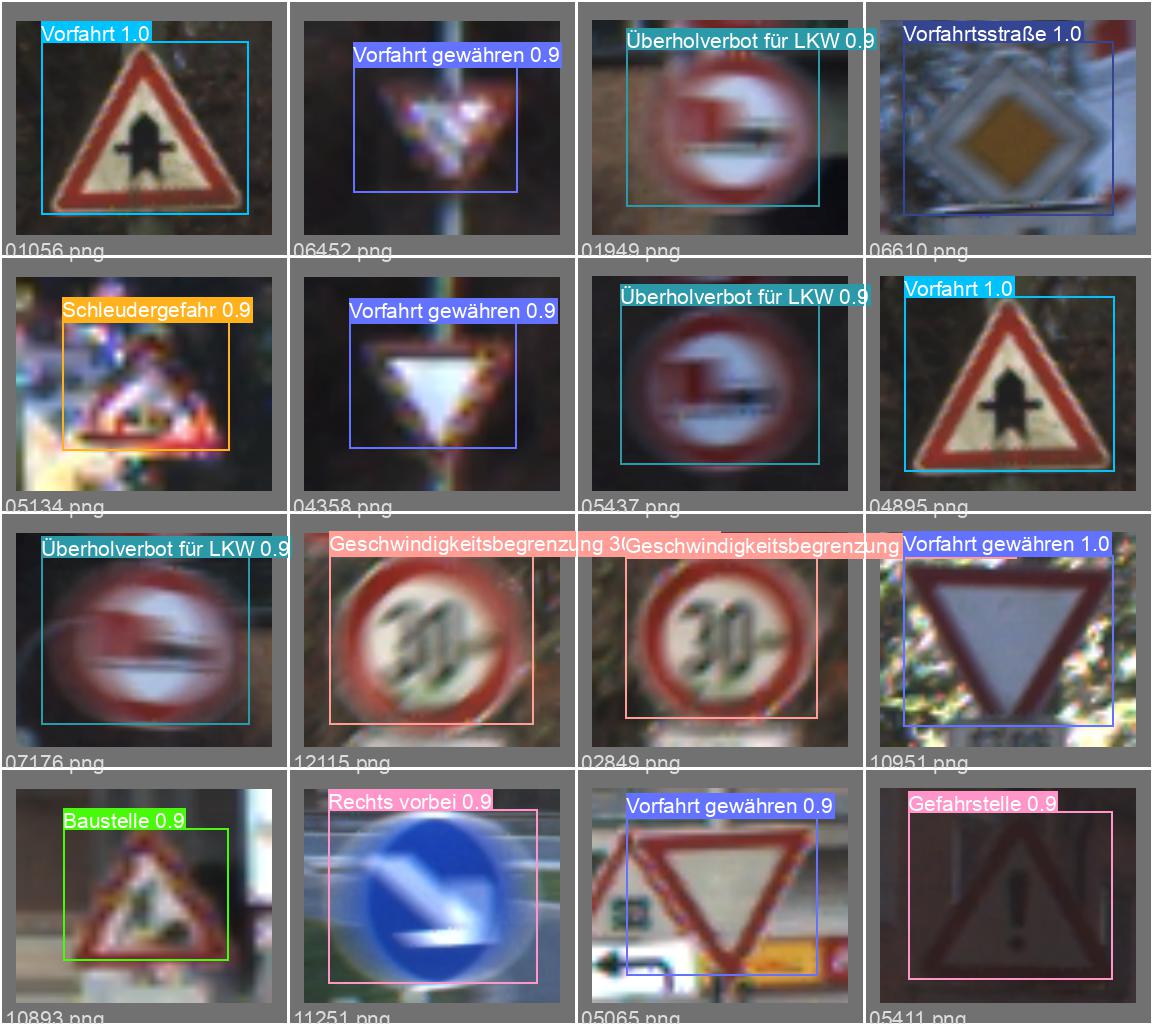 Vorfahrt 1.0
Vorfahrt gewähren 0.9
Überholverbot für LKW 0.9
Vorfahrtsstraße 1.0
01056.png
06452.png
01949.png
06610.png
Schleudergefahr 0.9
Vorfahrt gewähren 0.9
Überholverbot für LKW 0.9
Vorfahrt 1.0
05134.png
04358.png
05437.png
04895.png
Überholverbot für LKW 0.9
Geschwindigkeitsbegrenzung 30
Geschwindigkeitsbegrenzung
Vorfahrt gewähren 1.0
30
30
07176.png
12115.png
02849.png
10951.png
Baustelle 0.9
Rechts vorbei 0.9
Vorfahrt gewähren 0.9
Gefahrstelle 0.9
!
10893.png
11251.png
05065.png
05411.png